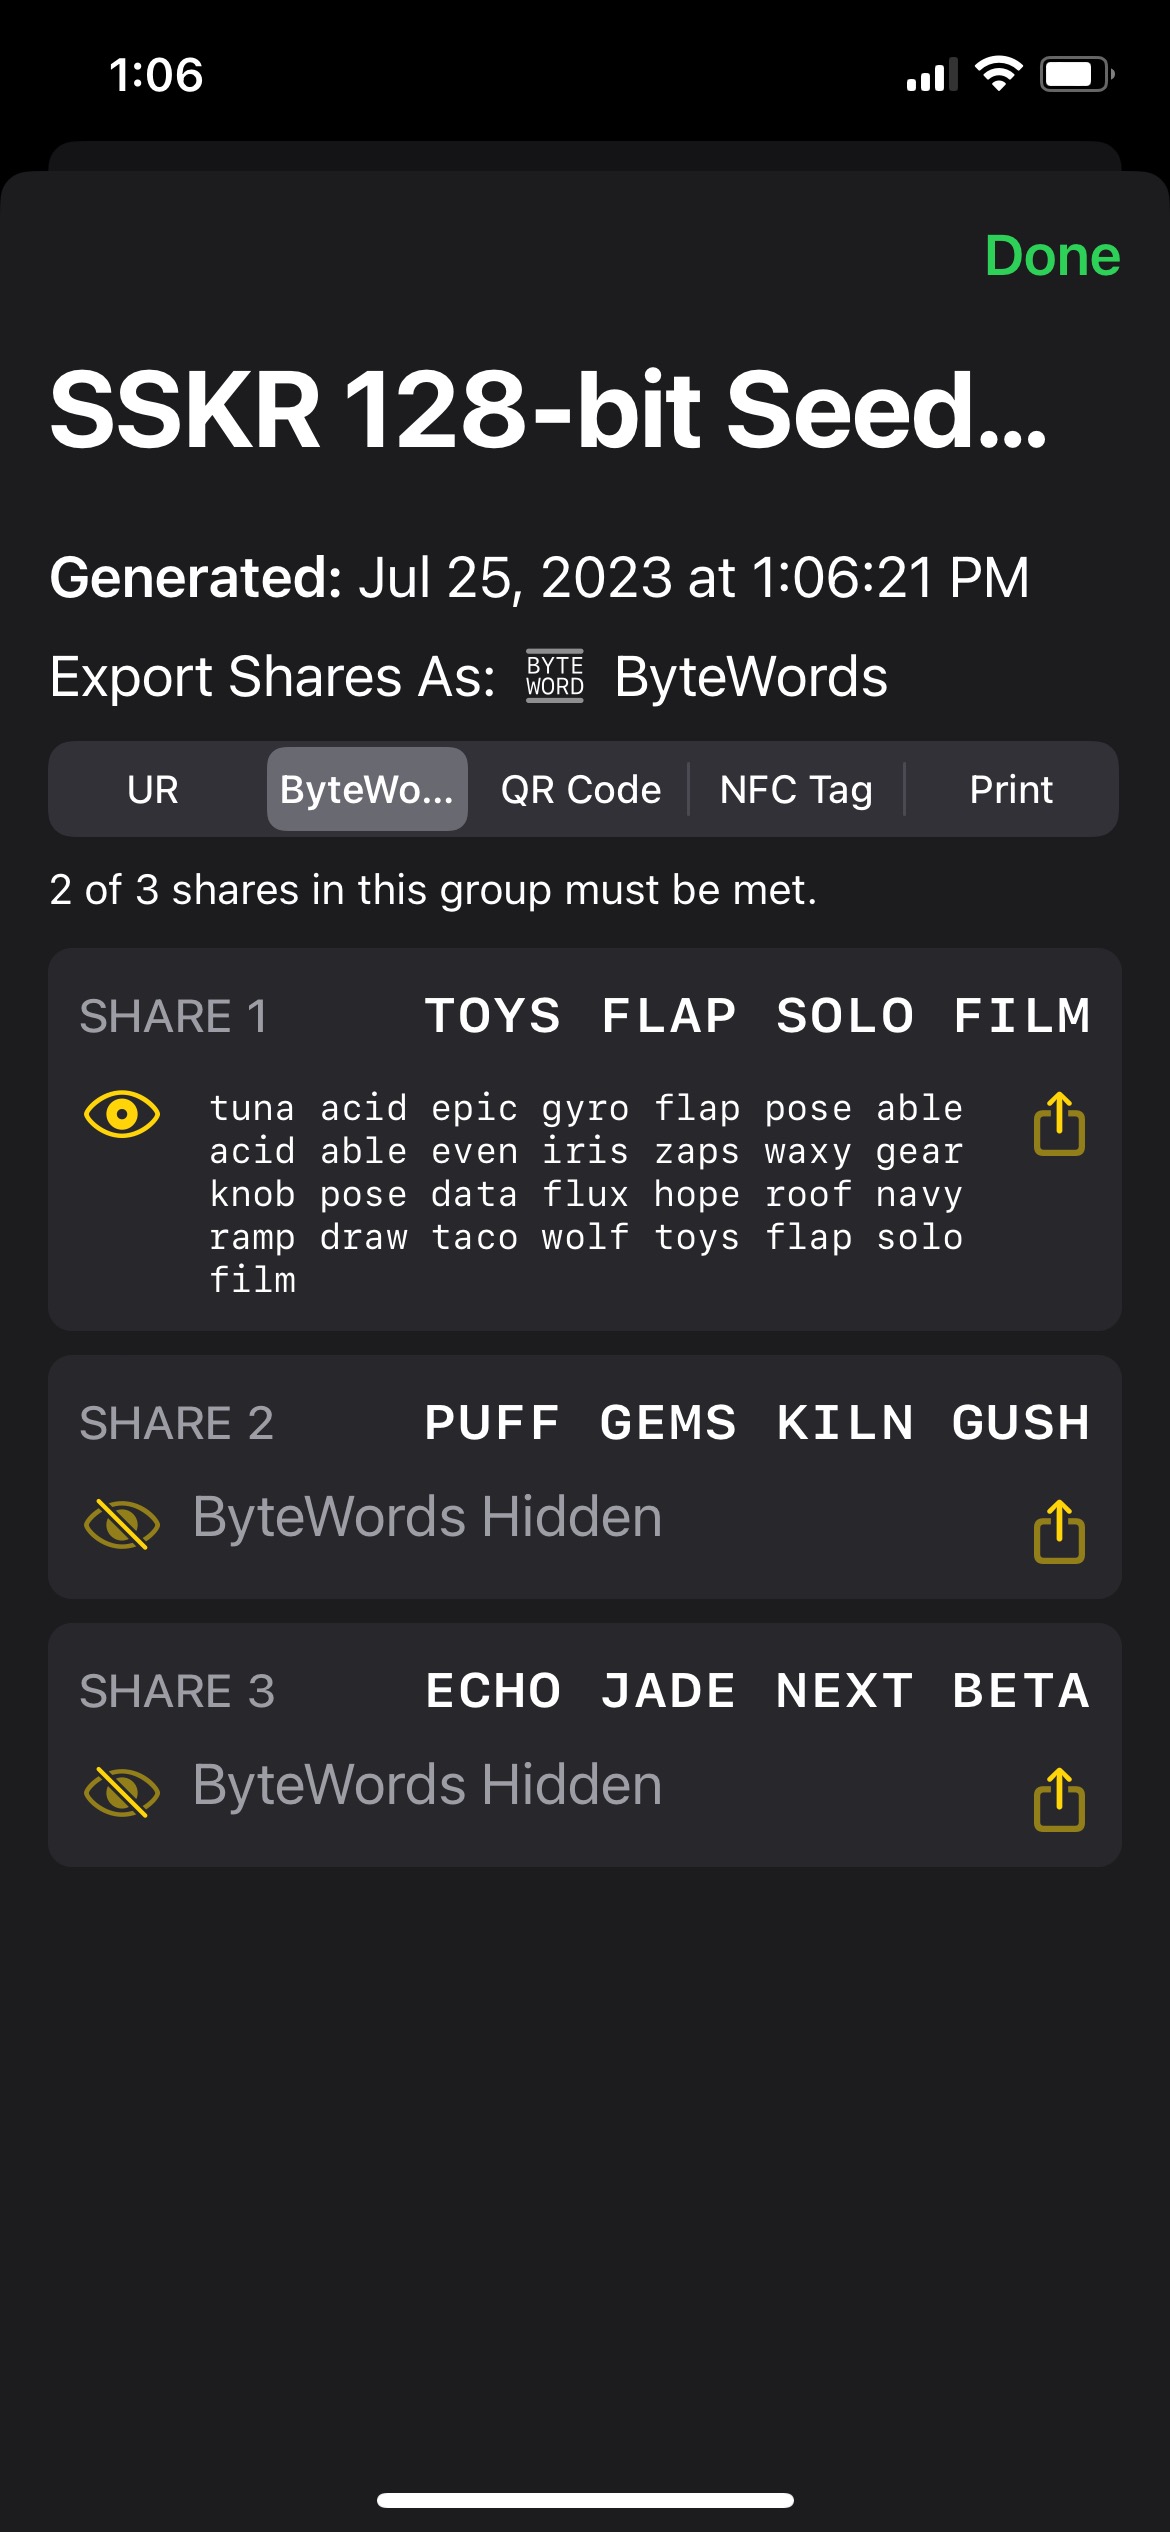 1:06
Done
SSKR 128-bit Seed...
Generated: Jul 25, 2023 at 1:06:21 PM
Export Shares As: BYTE WORD ByteWords
UR ByteWo... QR Code NFC Tag Print
2 of 3 shares in this group must be met.
SHARE 1 TOYS FLAP SOLO FILM
tuna acid epic gyro flap pose able
acid able even iris zaps waxy gear
knob pose data flux hope roof navy
ramp draw taco wolf toys flap solo
film
SHARE 2 PUFF GEMS KILN GUSH
ByteWords Hidden
SHARE 3 ECHO JADE NEXT BETA
ByteWords Hidden